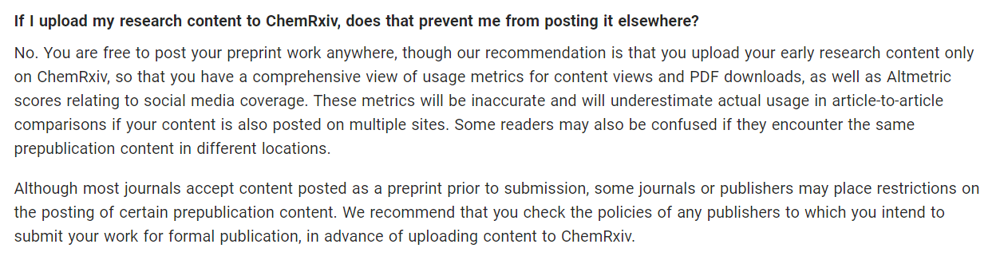 If I upload my research content to ChemRxiv, does that prevent me from posting it elsewhere?
No. You are free to post your preprint work anywhere, though our recommendation is that you upload your early research content only
on ChemRxiv, so that you have a comprehensive view of usage metrics for content views and PDF downloads, as well as Altmetric
scores relating to social media coverage. These metrics will be inaccurate and will underestimate actual usage in article-to-article
comparisons if your content is also posted on multiple sites. Some readers may also be confused if they encounter the same
prepublication content in different locations.
Although most journals accept content posted as a preprint prior to submission, some journals or publishers may place restrictions on
the posting of certain prepublication content. We recommend that you check the policies of any publishers to which you intend to
submit your work for formal publication, in advance of uploading content to ChemRxiv.